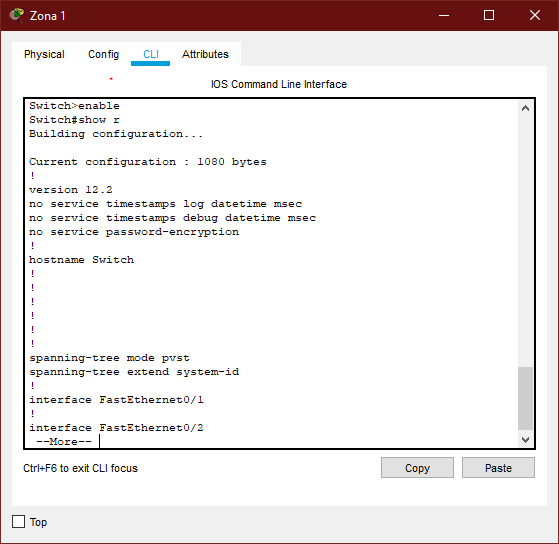 Zona 1
Physical Config CLI Attributes
IOS Command Line Interface
Switch>enable
Switch#show r
Building configuration...
Current configuration : 1080 bytes
!
version 12.2
no service timestamps log datetime msec
no service timestamps debug datetime msec
no service password-encryption
!
hostname Switch
!
!
!
!
!
!
spanning-tree mode pvst
spanning-tree extend system-id
!
interface FastEthernet0/1
!
interface FastEthernet0/2
--More--
Ctrl+F6 to exit CLI focus
Copy Paste
Top